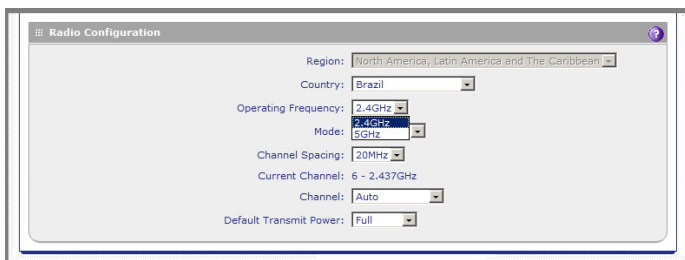 Radio Configuration
?
Region: North America, Latin America and The Caribbean
Country: Brazil
Operating Frequency: 2.4GHz
2.4GHz
Mode:
5GHz
Channel Spacing: 20MHz
Current Channel: 6 - 2.437GHz
Channel: Auto
Default Transmit Power: Full